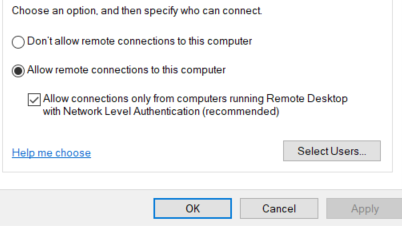 Choose an option, and then specify who can connect.
Don't allow remote connections to this computer
Allow remote connections to this computer
Allow connections only from computers running Remote Desktop
with Network Level Authentication (recommended)
Help me choose
Select Users...
OK
Cancel
Apply